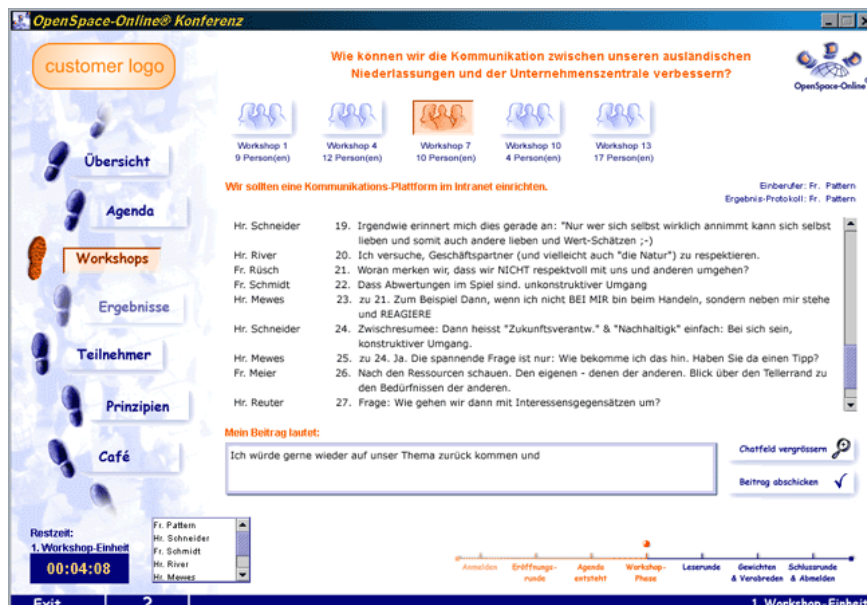 OpenSpace-Online® Konferenz
customer logo
Wie können wir die Kommunikation zwischen unseren ausländischen
Niederlassungen und der Unternehmenszentrale verbessern?
OpenSpace-Online®
Workshop 1
9 Person(en)
Workshop 4
12 Person(en)
Workshop 7
10 Person(en)
Workshop 10
4 Person(en)
Workshop 13
17 Person(en)
Übersicht
Agenda
Workshops
Ergebnisse
Teilnehmer
Prinzipien
Café
Wir sollten eine Kommunikations-Plattform im Intranet einrichten.
Einberufer: Fr. Pattern
Ergebnis-Protokoll: Fr. Pattern
Hr. Schneider 19. Irgendwie erinnert mich dies gerade an: "Nur wer sich selbst wirklich annimmt kann sich selbst
lieben und somit auch andere lieben und Wert-Schätzen ;-)
Hr. River 20. Ich versuche, Geschäftspartner (und vielleicht auch "die Natur") zu respektieren.
Fr. Rüsch 21. Woran merken wir, dass wir NICHT respektvoll mit uns und anderen umgehen?
Fr. Schmidt 22. Dass Abwertungen im Spiel sind. unkonstruktiver Umgang
Hr. Mewes 23. zu 21. Zum Beispiel Dann, wenn ich nicht BEI MIR bin beim Handeln, sondern neben mir stehe
und REAGIERE
Hr. Schneider 24. Zwischresumee: Dann heisst "Zukunftsverantw." & "Nachhaltigk" einfach: Bei sich sein,
konstruktiver Umgang.
Hr. Mewes 25. zu 24. Ja. Die spannende Frage ist nur: Wie bekomme ich das hin. Haben Sie da einen Tipp?
Fr. Meier 26. Nach den Ressourcen schauen. Den eigenen - denen der anderen. Blick über den Tellerrand zu
den Bedürfnissen der anderen.
Hr. Reuter 27. Frage: Wie gehen wir dann mit Interessensgegensätzen um?
Mein Beitrag lautet:
Ich würde gerne wieder auf unser Thema zurück kommen und
Chatfeld vergrössern
Beitrag abschicken
Restzeit:
1. Workshop-Einheit
00:04:08
Fr. Pattern
Hr. Schneider
Fr. Schmidt
Hr. River
Hr. Mewes
Anmelden
Eröffnungs-
runde
Agenda
entsteht
Workshop-
Phase
Leserunde
Gewichten
& Verabreden
Schlussrunde
& Abmelden
Exit
?
1. Workshop-Einheit